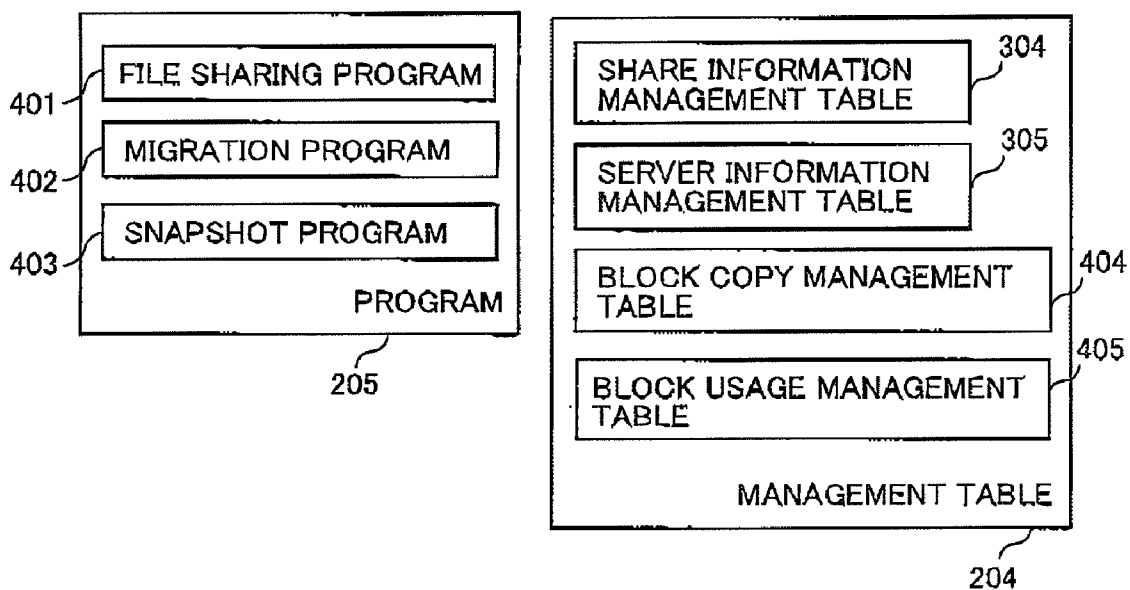 FILE SHARING PROGRAM
401
MIGRATION PROGRAM
402
SNAPSHOT PROGRAM
403
PROGRAM
205
SHARE INFORMATION
MANAGEMENT TABLE
304
SERVER INFORMATION
MANAGEMENT TABLE
305
BLOCK COPY MANAGEMENT
TABLE
404
BLOCK USAGE MANAGEMENT
TABLE
405
MANAGEMENT TABLE
204